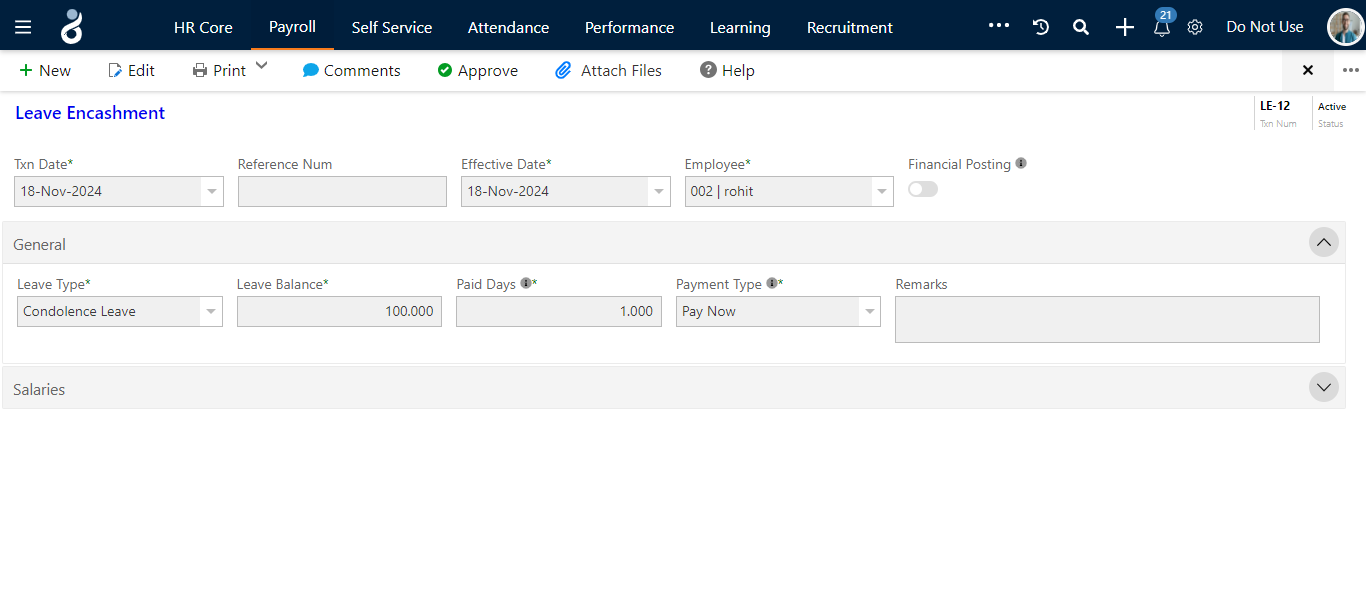 HR Core Payroll Self Service Attendance Performance Learning Recruitment ••• 21 Do Not Use
+ New Edit Print Comments Approve Attach Files ? Help × •••
Leave Encashment LE-12 Active
Txn Num Status
Txn Date* Reference Num Effective Date* Employee* Financial Posting
18-Nov-2024 18-Nov-2024 002 | rohit
General
Leave Type* Leave Balance* Paid Days * Payment Type * Remarks
Condolence Leave 100.000 1.000 Pay Now
Salaries